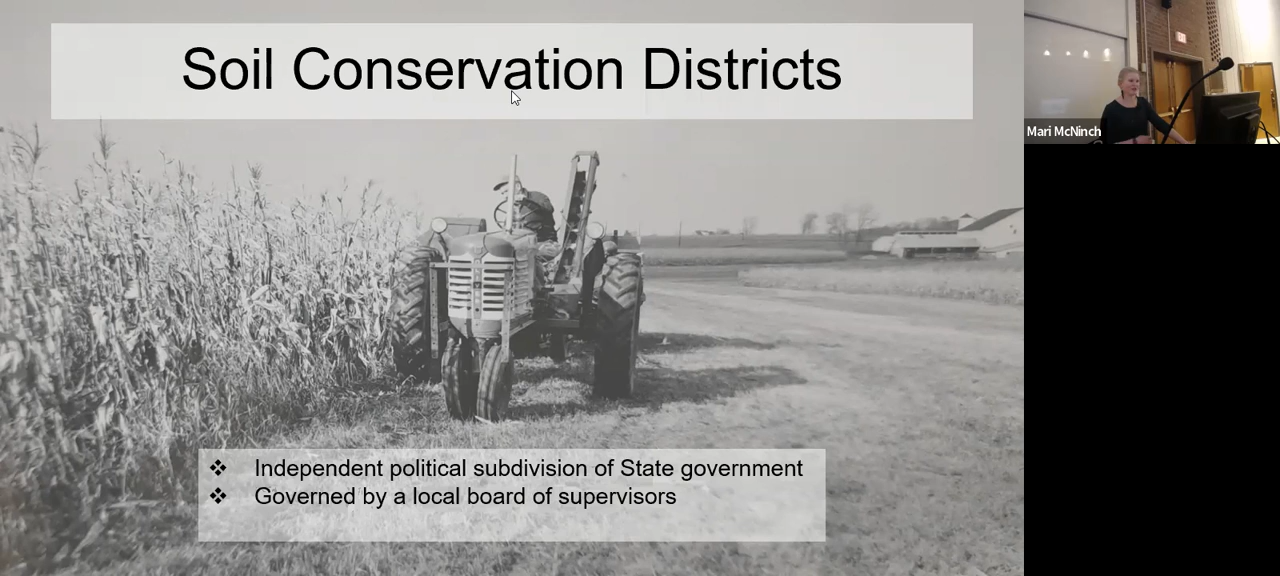 Soil Conservation Districts
Mari McNinch
❖ Independent political subdivision of State government
❖ Governed by a local board of supervisors